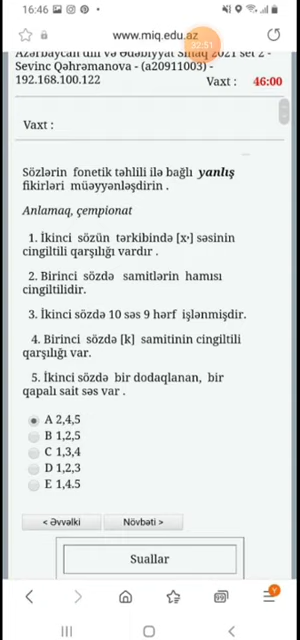 16:46
www.miq.edu.az
22:51
Azərbaycan dili və Ədəbiyyat Sınaq 2021 set 2 -
Sevinc Qəhrəmanova - (a20911003) -
192.168.100.122
Vaxt : 46:00
Vaxt :
Sözlərin fonetik təhlili ilə bağlı yanlış
fikirləri müəyyənləşdirin .
Anlamaq, çempionat
1. İkinci sözün tərkibində [x'] səsinin
cingiltili qarşılığı vardır .
2. Birinci sözdə samitlərin hamısı
cingiltilidir.
3. İkinci sözdə 10 səs 9 hərf işlənmişdir.
4. Birinci sözdə [k] samitinin cingiltili
qarşılığı var.
5. İkinci sözdə bir dodaqlanan, bir
qapalı sait səs var .
A 2,4,5
B 1,2,5
C 1,3,4
D 1,2,3
E 1,4.5
< Əvvəlki
Növbəti >
Suallar